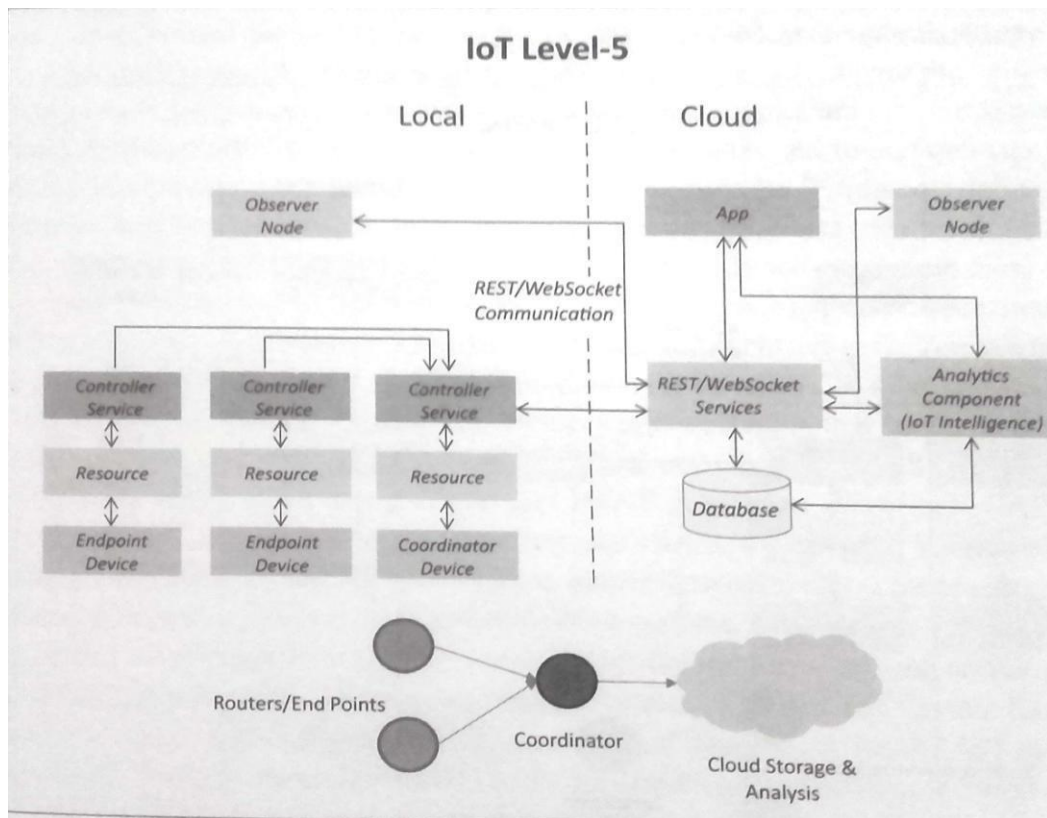 IoT Level-5
Local
Cloud
Observer
Node
App
Observer
Node
REST/WebSocket
Communication
Controller
Service
Controller
Service
Controller
Service
REST/WebSocket
Services
Analytics
Component
(IoT Intelligence)
Resource
Resource
Resource
Database
Endpoint
Device
Endpoint
Device
Coordinator
Device
Routers/End Points
Coordinator
Cloud Storage &
Analysis